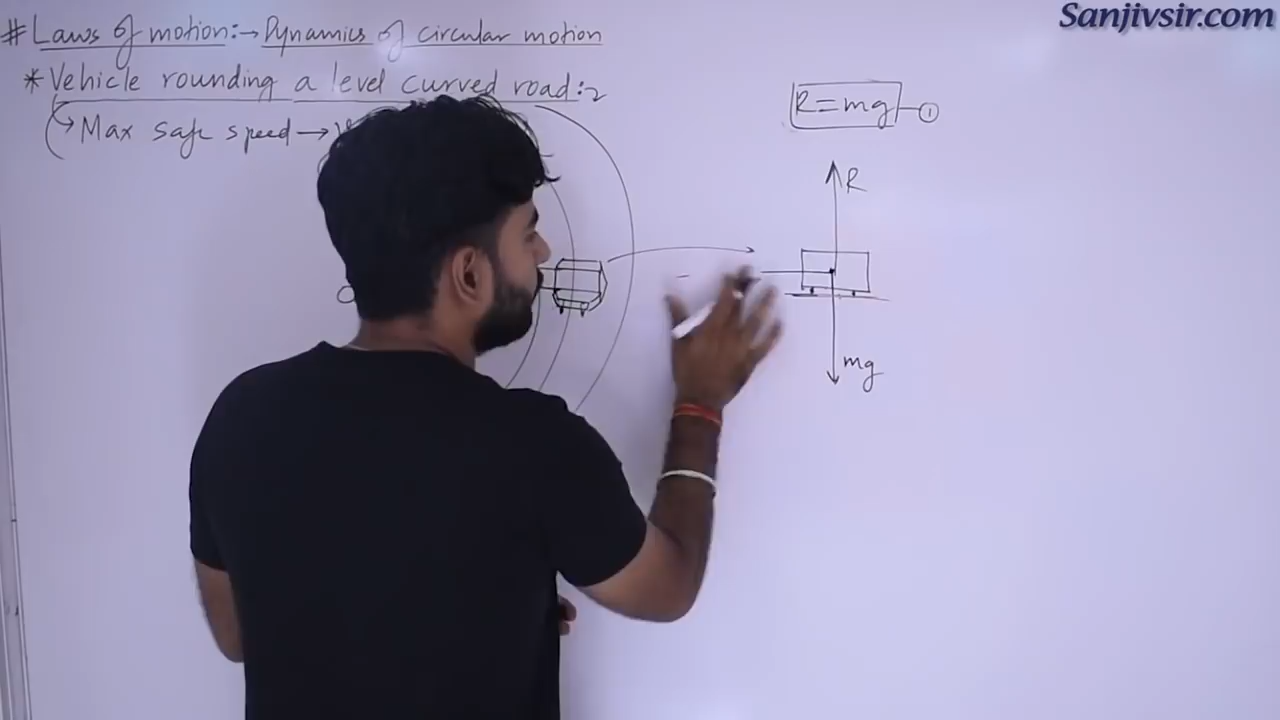 Sanjivsir.com
# Laws of motion:→ Dynamics of circular motion
* Vehicle rounding a level curved road:-
↳ Max safe speed →
R = mg — ①
R
mg